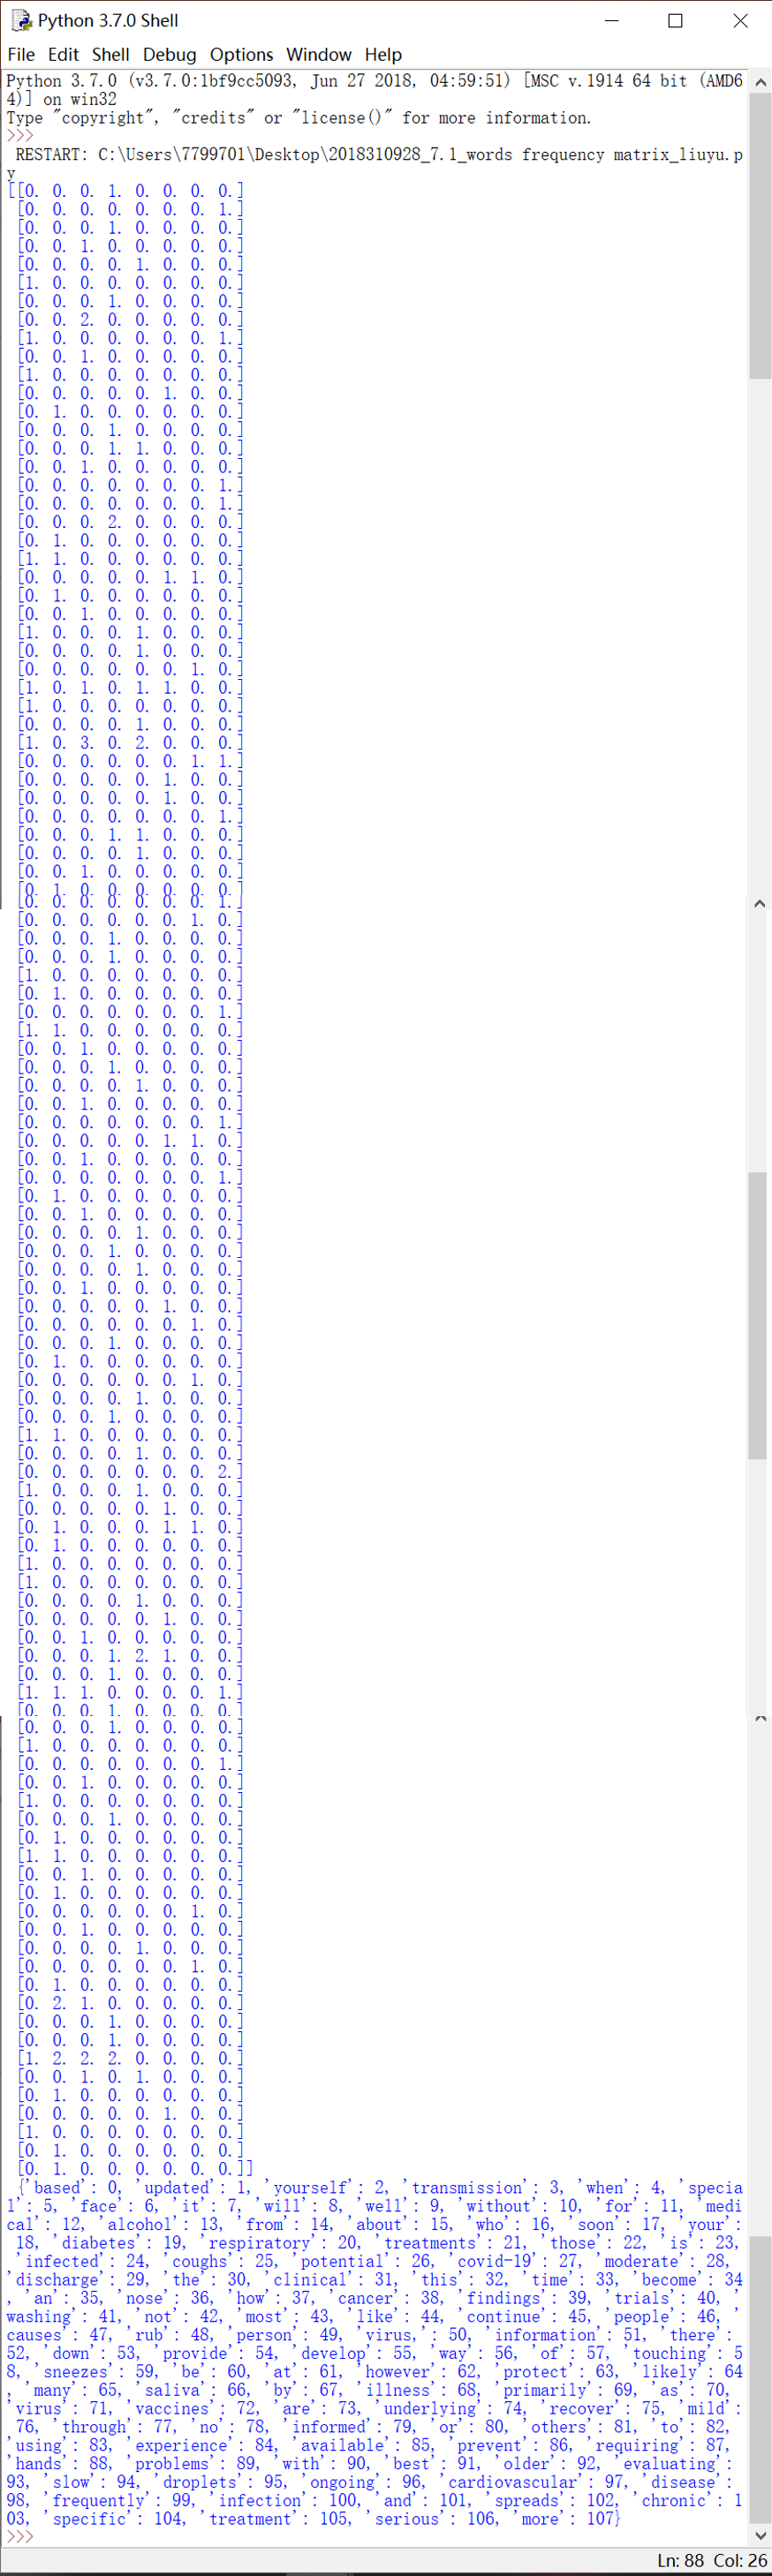 Python 3.7.0 Shell
File Edit Shell Debug Options Window Help
Python 3.7.0 (v3.7.0:1bf9cc5093, Jun 27 2018, 04:59:51) [MSC v.1914 64 bit (AMD6
4)] on win32
Type "copyright", "credits" or "license()" for more information.
>>>
RESTART: C:\Users\7799701\Desktop\2018310928_7.1_words frequency matrix_liuyu.p
y
[[0. 0. 0. 1. 0. 0. 0. 0.]
[0. 0. 0. 0. 0. 0. 0. 1.]
[0. 0. 0. 1. 0. 0. 0. 0.]
[0. 0. 1. 0. 0. 0. 0. 0.]
[0. 0. 0. 0. 1. 0. 0. 0.]
[1. 0. 0. 0. 0. 0. 0. 0.]
[0. 0. 0. 1. 0. 0. 0. 0.]
[0. 0. 2. 0. 0. 0. 0. 0.]
[1. 0. 0. 0. 0. 0. 0. 1.]
[0. 0. 1. 0. 0. 0. 0. 0.]
[1. 0. 0. 0. 0. 0. 0. 0.]
[0. 0. 0. 0. 0. 1. 0. 0.]
[0. 1. 0. 0. 0. 0. 0. 0.]
[0. 0. 0. 1. 0. 0. 0. 0.]
[0. 0. 0. 1. 1. 0. 0. 0.]
[0. 0. 1. 0. 0. 0. 0. 0.]
[0. 0. 0. 0. 0. 0. 0. 1.]
[0. 0. 0. 0. 0. 0. 0. 1.]
[0. 0. 0. 2. 0. 0. 0. 0.]
[0. 1. 0. 0. 0. 0. 0. 0.]
[1. 1. 0. 0. 0. 0. 0. 0.]
[0. 0. 0. 0. 0. 1. 1. 0.]
[0. 1. 0. 0. 0. 0. 0. 0.]
[0. 0. 1. 0. 0. 0. 0. 0.]
[1. 0. 0. 0. 1. 0. 0. 0.]
[0. 0. 0. 0. 1. 0. 0. 0.]
[0. 0. 0. 0. 0. 0. 1. 0.]
[1. 0. 1. 0. 1. 1. 0. 0.]
[1. 0. 0. 0. 0. 0. 0. 0.]
[0. 0. 0. 0. 1. 0. 0. 0.]
[1. 0. 3. 0. 2. 0. 0. 0.]
[0. 0. 0. 0. 0. 0. 1. 1.]
[0. 0. 0. 0. 0. 1. 0. 0.]
[0. 0. 0. 0. 0. 1. 0. 0.]
[0. 0. 0. 0. 0. 0. 0. 1.]
[0. 0. 0. 1. 1. 0. 0. 0.]
[0. 0. 0. 0. 1. 0. 0. 0.]
[0. 0. 1. 0. 0. 0. 0. 0.]
[0. 1. 0. 0. 0. 0. 0. 0.]
[0. 0. 0. 0. 0. 0. 0. 1.]
[0. 0. 0. 0. 0. 0. 1. 0.]
[0. 0. 0. 1. 0. 0. 0. 0.]
[0. 0. 0. 1. 0. 0. 0. 0.]
[1. 0. 0. 0. 0. 0. 0. 0.]
[0. 1. 0. 0. 0. 0. 0. 0.]
[0. 0. 0. 0. 0. 0. 0. 1.]
[1. 1. 0. 0. 0. 0. 0. 0.]
[0. 0. 1. 0. 0. 0. 0. 0.]
[0. 0. 0. 1. 0. 0. 0. 0.]
[0. 0. 0. 0. 1. 0. 0. 0.]
[0. 0. 1. 0. 0. 0. 0. 0.]
[0. 0. 0. 0. 0. 0. 0. 1.]
[0. 0. 0. 0. 0. 1. 1. 0.]
[0. 0. 1. 0. 0. 0. 0. 0.]
[0. 0. 0. 0. 0. 0. 0. 1.]
[0. 1. 0. 0. 0. 0. 0. 0.]
[0. 0. 1. 0. 0. 0. 0. 0.]
[0. 0. 0. 0. 1. 0. 0. 0.]
[0. 0. 0. 1. 0. 0. 0. 0.]
[0. 0. 0. 0. 1. 0. 0. 0.]
[0. 0. 1. 0. 0. 0. 0. 0.]
[0. 0. 0. 0. 0. 1. 0. 0.]
[0. 0. 0. 0. 0. 0. 1. 0.]
[0. 0. 0. 1. 0. 0. 0. 0.]
[0. 1. 0. 0. 0. 0. 0. 0.]
[0. 0. 0. 0. 0. 0. 1. 0.]
[0. 0. 0. 0. 1. 0. 0. 0.]
[0. 0. 0. 1. 0. 0. 0. 0.]
[1. 1. 0. 0. 0. 0. 0. 0.]
[0. 0. 0. 0. 1. 0. 0. 0.]
[0. 0. 0. 0. 0. 0. 0. 2.]
[1. 0. 0. 0. 1. 0. 0. 0.]
[0. 0. 0. 0. 0. 1. 0. 0.]
[0. 1. 0. 0. 0. 1. 1. 0.]
[0. 1. 0. 0. 0. 0. 0. 0.]
[1. 0. 0. 0. 0. 0. 0. 0.]
[1. 0. 0. 0. 0. 0. 0. 0.]
[0. 0. 0. 0. 1. 0. 0. 0.]
[0. 0. 0. 0. 0. 1. 0. 0.]
[0. 0. 1. 0. 0. 0. 0. 0.]
[0. 0. 0. 1. 2. 1. 0. 0.]
[0. 0. 0. 1. 0. 0. 0. 0.]
[1. 1. 1. 0. 0. 0. 0. 1.]
[0. 0. 0. 1. 0. 0. 0. 0.]
[0. 0. 0. 1. 0. 0. 0. 0.]
[1. 0. 0. 0. 0. 0. 0. 0.]
[0. 0. 0. 0. 0. 0. 0. 1.]
[0. 0. 1. 0. 0. 0. 0. 0.]
[1. 0. 0. 0. 0. 0. 0. 0.]
[0. 0. 0. 1. 0. 0. 0. 0.]
[0. 1. 0. 0. 0. 0. 0. 0.]
[1. 1. 0. 0. 0. 0. 0. 0.]
[0. 0. 1. 0. 0. 0. 0. 0.]
[0. 1. 0. 0. 0. 0. 0. 0.]
[0. 0. 0. 0. 0. 0. 1. 0.]
[0. 0. 1. 0. 0. 0. 0. 0.]
[0. 0. 0. 0. 1. 0. 0. 0.]
[0. 0. 0. 0. 0. 0. 1. 0.]
[0. 1. 0. 0. 0. 0. 0. 0.]
[0. 2. 1. 0. 0. 0. 0. 0.]
[0. 0. 0. 1. 0. 0. 0. 0.]
[0. 0. 0. 1. 0. 0. 0. 0.]
[1. 2. 2. 2. 0. 0. 0. 0.]
[0. 0. 1. 0. 1. 0. 0. 0.]
[0. 1. 0. 0. 0. 0. 0. 0.]
[0. 0. 0. 0. 0. 1. 0. 0.]
[1. 0. 0. 0. 0. 0. 0. 0.]
[0. 1. 0. 0. 0. 0. 0. 0.]
[0. 1. 0. 0. 0. 0. 0. 0.]]
{'based': 0, 'updated': 1, 'yourself': 2, 'transmission': 3, 'when': 4, 'specia
l': 5, 'face': 6, 'it': 7, 'will': 8, 'well': 9, 'without': 10, 'for': 11, 'medi
cal': 12, 'alcohol': 13, 'from': 14, 'about': 15, 'who': 16, 'soon': 17, 'your':
18, 'diabetes': 19, 'respiratory': 20, 'treatments': 21, 'those': 22, 'is': 23,
'infected': 24, 'coughs': 25, 'potential': 26, 'covid-19': 27, 'moderate': 28,
'discharge': 29, 'the': 30, 'clinical': 31, 'this': 32, 'time': 33, 'become': 34
, 'an': 35, 'nose': 36, 'how': 37, 'cancer': 38, 'findings': 39, 'trials': 40, '
washing': 41, 'not': 42, 'most': 43, 'like': 44, 'continue': 45, 'people': 46, '
causes': 47, 'rub': 48, 'person': 49, 'virus,': 50, 'information': 51, 'there':
52, 'down': 53, 'provide': 54, 'develop': 55, 'way': 56, 'of': 57, 'touching': 5
8, 'sneezes': 59, 'be': 60, 'at': 61, 'however': 62, 'protect': 63, 'likely': 64
, 'many': 65, 'saliva': 66, 'by': 67, 'illness': 68, 'primarily': 69, 'as': 70,
'virus': 71, 'vaccines': 72, 'are': 73, 'underlying': 74, 'recover': 75, 'mild':
76, 'through': 77, 'no': 78, 'informed': 79, 'or': 80, 'others': 81, 'to': 82,
'using': 83, 'experience': 84, 'available': 85, 'prevent': 86, 'requiring': 87,
'hands': 88, 'problems': 89, 'with': 90, 'best': 91, 'older': 92, 'evaluating':
93, 'slow': 94, 'droplets': 95, 'ongoing': 96, 'cardiovascular': 97, 'disease':
98, 'frequently': 99, 'infection': 100, 'and': 101, 'spreads': 102, 'chronic': 1
03, 'specific': 104, 'treatment': 105, 'serious': 106, 'more': 107}
>>>
Ln: 88 Col: 26